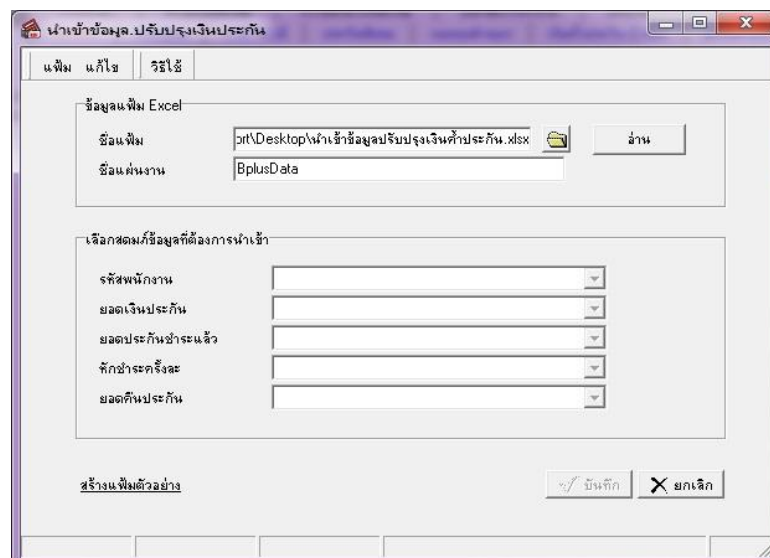 นำเข้าข้อมูล.ปรับปรุงเงินประกัน
แฟ้ม แก้ไข วิธีใช้
ข้อมูลแฟ้ม Excel
ชื่อแฟ้ม ort\Desktop\นำเข้าข้อมูลปรับปรุงเงินค้ำประกัน.xlsx อ่าน
ชื่อแผ่นงาน BplusData
เลือกสดมภ์ข้อมูลที่ต้องการนำเข้า
รหัสพนักงาน
ยอดเงินประกัน
ยอดประกันชำระแล้ว
หักชำระครั้งละ
ยอดคืนประกัน
สร้างแฟ้มตัวอย่าง บันทึก ยกเลิก